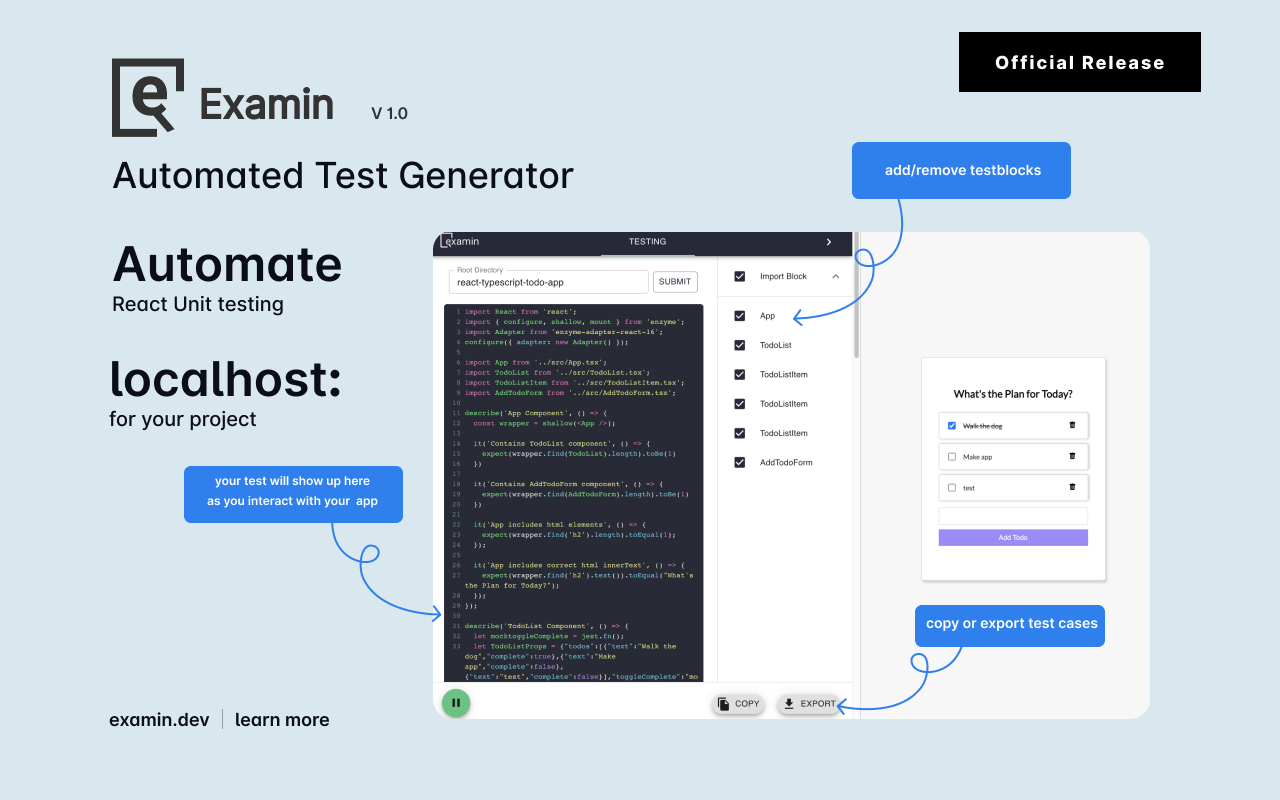 Official Release
e
Examin
V 1.0
Automated Test Generator
add/remove testblocks
Automate
React Unit testing
localhost:
for your project
your test will show up here
as you interact with your app
examin
TESTING
Root Directory
react-typescript-todo-app
SUBMIT
1 import React from 'react';
2 import { configure, shallow, mount } from 'enzyme';
3 import Adapter from 'enzyme-adapter-react-16';
4 configure({ adapter: new Adapter() });
5
6 import App from '../src/App.tsx';
7 import TodoList from '../src/TodoList.tsx';
8 import TodoListItem from '../src/TodoListItem.tsx';
9 import AddTodoForm from '../src/AddTodoForm.tsx';
10
11 describe('App Component', () => {
12 const wrapper = shallow(<App />);
13
14 it('Contains TodoList component', () => {
15 expect(wrapper.find(TodoList).length).toBe(1)
16 })
17
18 it('Contains AddTodoForm component', () => {
19 expect(wrapper.find(AddTodoForm).length).toBe(1)
20 })
21
22 it('App includes html elements', () => {
23 expect(wrapper.find('h2').length).toEqual(1);
24 });
25
26 it('App includes correct html innerText', () => {
27 expect(wrapper.find('h2').text()).toEqual("What's
the Plan for Today?");
28 });
29 });
30
31 describe('TodoList Component', () => {
32 let mocktoggleComplete = jest.fn();
33 let TodoListProps = {"todos":[{"text":"Walk the
dog","complete":true},{"text":"Make
app","complete":false},
{"text":"test","complete":false}],"toggleComplete":"mo
Import Block
App
TodoList
TodoListItem
TodoListItem
TodoListItem
AddTodoForm
COPY
EXPORT
What's the Plan for Today?
Walk the dog
Make app
test
Add Todo
copy or export test cases
examin.dev | learn more